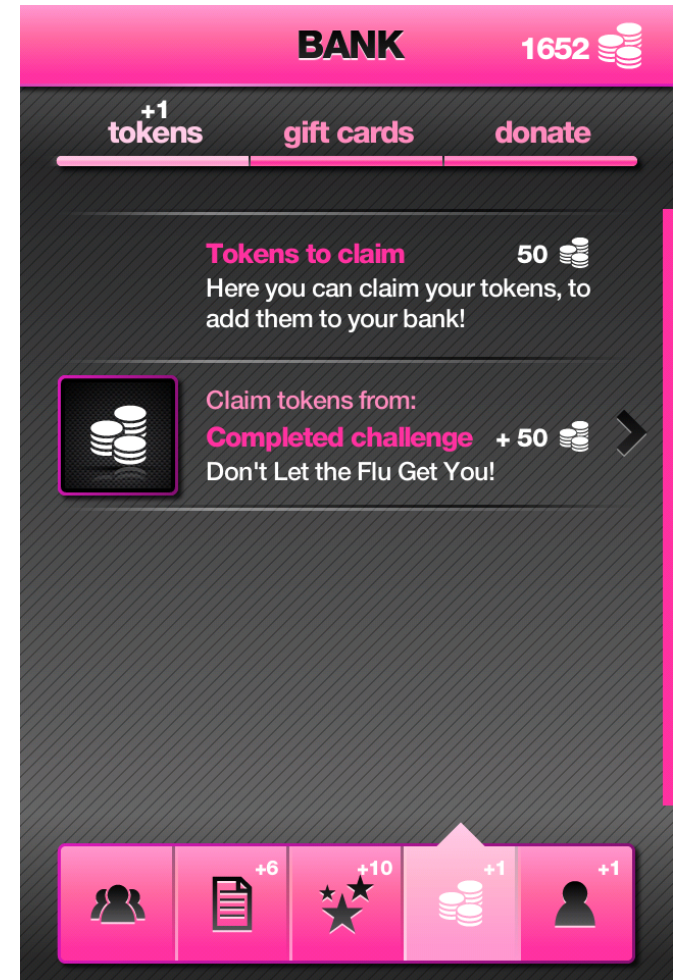 BANK 1652
+1
tokens gift cards donate
Tokens to claim 50
Here you can claim your tokens, to
add them to your bank!
Claim tokens from:
Completed challenge + 50
Don't Let the Flu Get You!
+6 +10 +1 +1